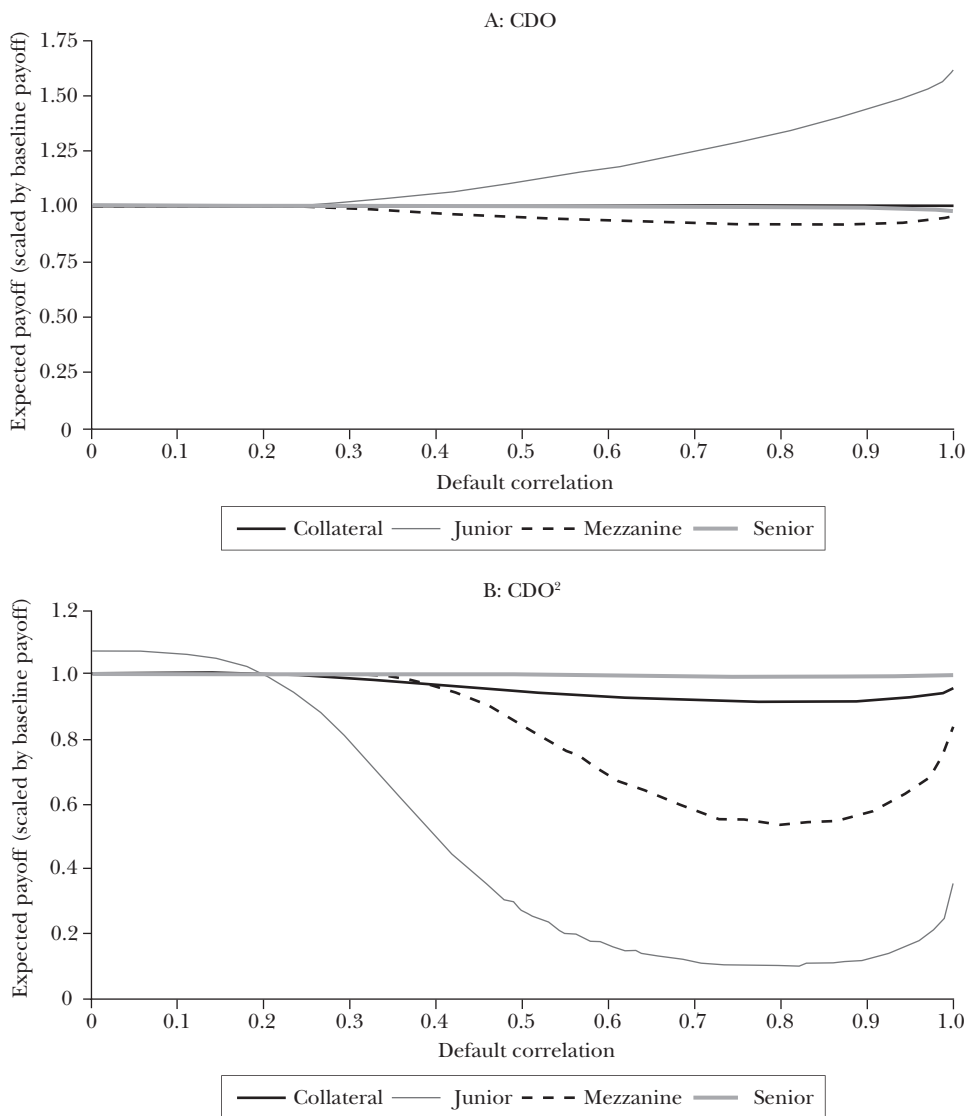 A: CDO
Expected payoff (scaled by baseline payoff)
1.75
1.50
1.25
1.00
0.75
0.50
0.25
0
0 0.1 0.2 0.3 0.4 0.5 0.6 0.7 0.8 0.9 1.0
Default correlation
Collateral Junior Mezzanine Senior
B: CDO²
Expected payoff (scaled by baseline payoff)
1.2
1.0
0.8
0.6
0.4
0.2
0
0 0.1 0.2 0.3 0.4 0.5 0.6 0.7 0.8 0.9 1.0
Default correlation
Collateral Junior Mezzanine Senior